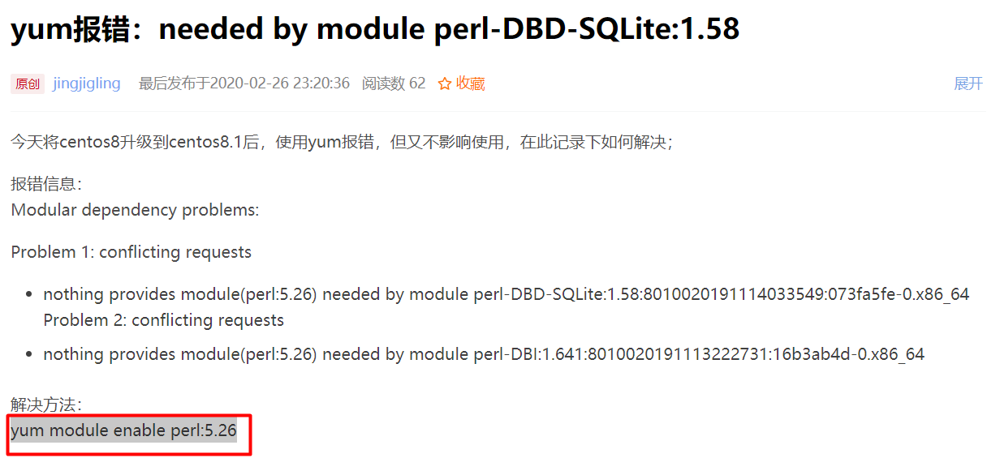 yum报错：needed by module perl-DBD-SQLite:1.58
原创 jingjigling 最后发布于2020-02-26 23:20:36 阅读数 62 收藏 展开
今天将centos8升级到centos8.1后，使用yum报错，但又不影响使用，在此记录下如何解决；
报错信息：
Modular dependency problems:
Problem 1: conflicting requests
• nothing provides module(perl:5.26) needed by module perl-DBD-SQLite:1.58:8010020191114033549:073fa5fe-0.x86_64
Problem 2: conflicting requests
• nothing provides module(perl:5.26) needed by module perl-DBI:1.641:8010020191113222731:16b3ab4d-0.x86_64
解决方法：
yum module enable perl:5.26